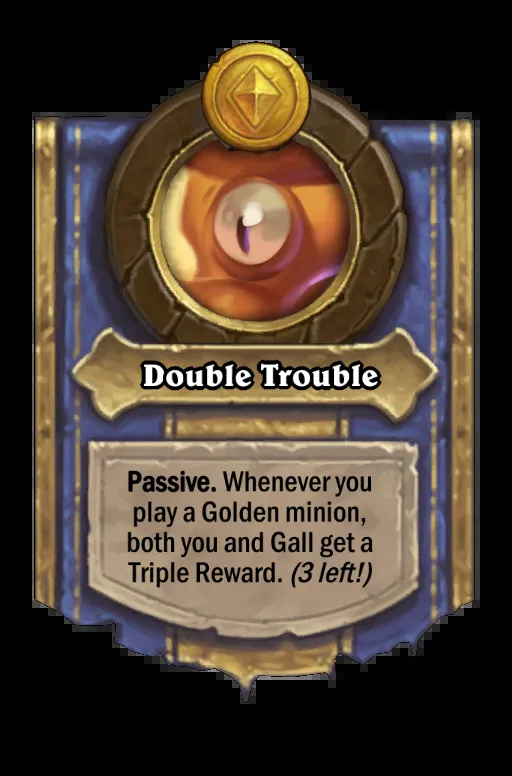 Double Trouble
Passive. Whenever you
play a Golden minion,
both you and Gall get a
Triple Reward. (3 left!)